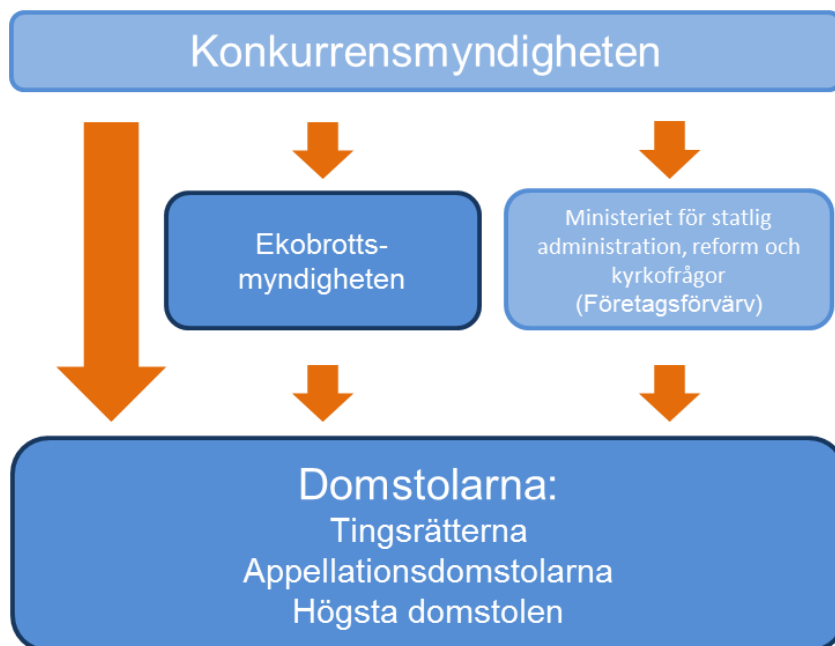 Konkurrensmyndigheten
Ekobrotts-
myndigheten
Ministeriet för statlig
administration, reform och
kyrkofrågor
(Företagsförvärv)
Domstolarna:
Tingsrätterna
Appellationsdomstolarna
Högsta domstolen